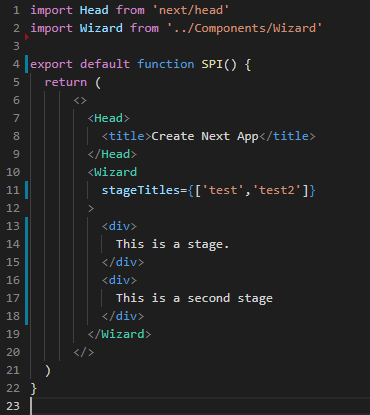 1 import Head from 'next/head'
2 import Wizard from '../Components/Wizard'
3
4 export default function SPI() {
5   return (
6       <>
7         <Head>
8           <title>Create Next App</title>
9         </Head>
10         <Wizard
11           stageTitles={['test','test2']}
12         >
13           <div>
14             This is a stage.
15           </div>
16           <div>
17             This is a second stage
18           </div>
19         </Wizard>
20       </>
21   )
22 }
23